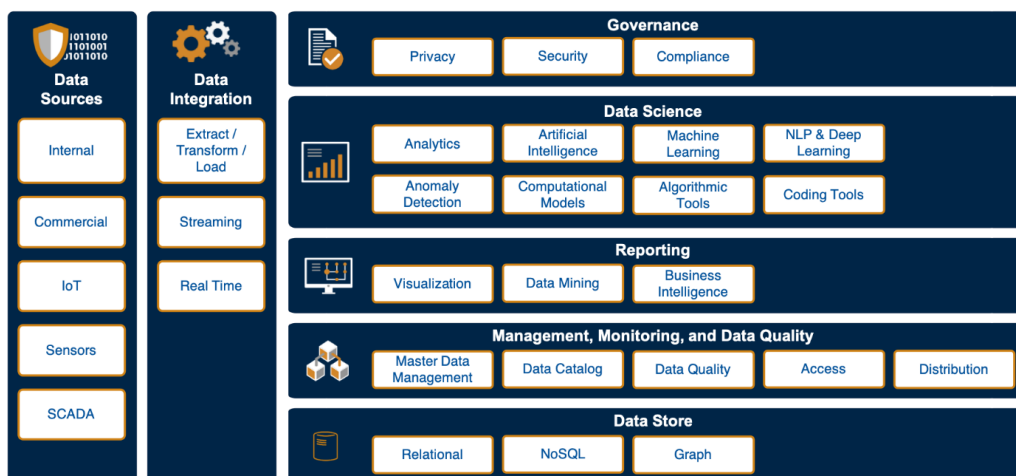 1011010
1101001
01011010
Data
Sources
Internal
Commercial
IoT
Sensors
SCADA
Data
Integration
Extract /
Transform /
Load
Streaming
Real Time
Governance
Privacy
Security
Compliance
Data Science
Analytics
Artificial
Intelligence
Machine
Learning
NLP & Deep
Learning
Anomaly
Detection
Computational
Models
Algorithmic
Tools
Coding Tools
Reporting
Visualization
Data Mining
Business
Intelligence
Management, Monitoring, and Data Quality
Master Data
Management
Data Catalog
Data Quality
Access
Distribution
Data Store
Relational
NoSQL
Graph